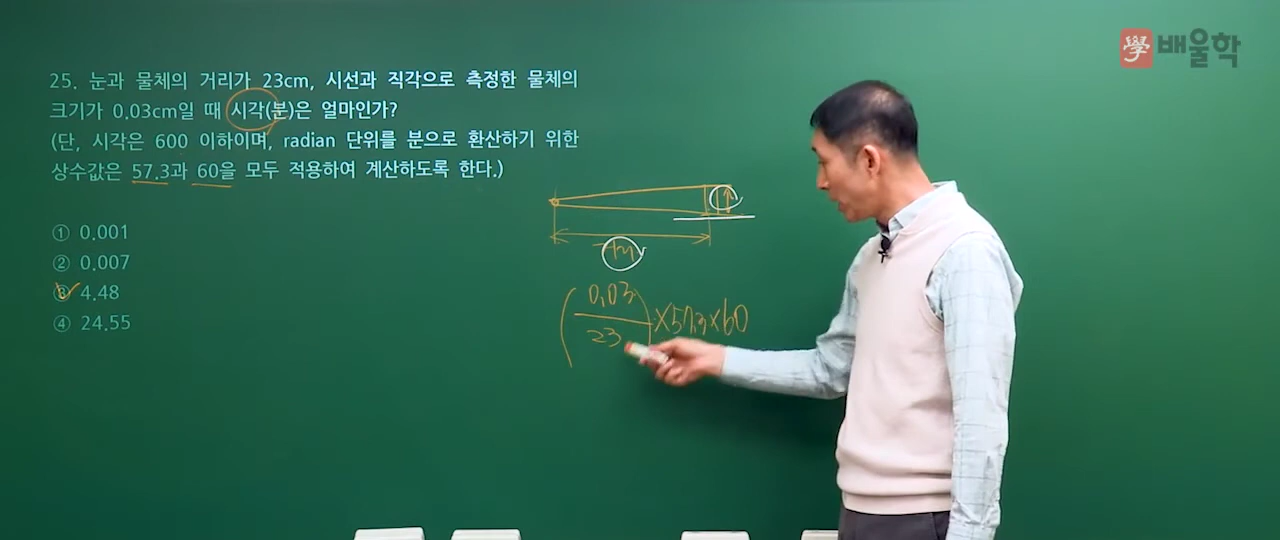 學 배울학
25. 눈과 물체의 거리가 23cm, 시선과 직각으로 측정한 물체의
크기가 0.03cm일 때 시각(분)은 얼마인가?
(단, 시각은 600 이하이며, radian 단위를 분으로 환산하기 위한
상수값은 57.3과 60을 모두 적용하여 계산하도록 한다.)
① 0.001
② 0.007
③ 4.48
④ 24.55
0.03
23
×57.3×60